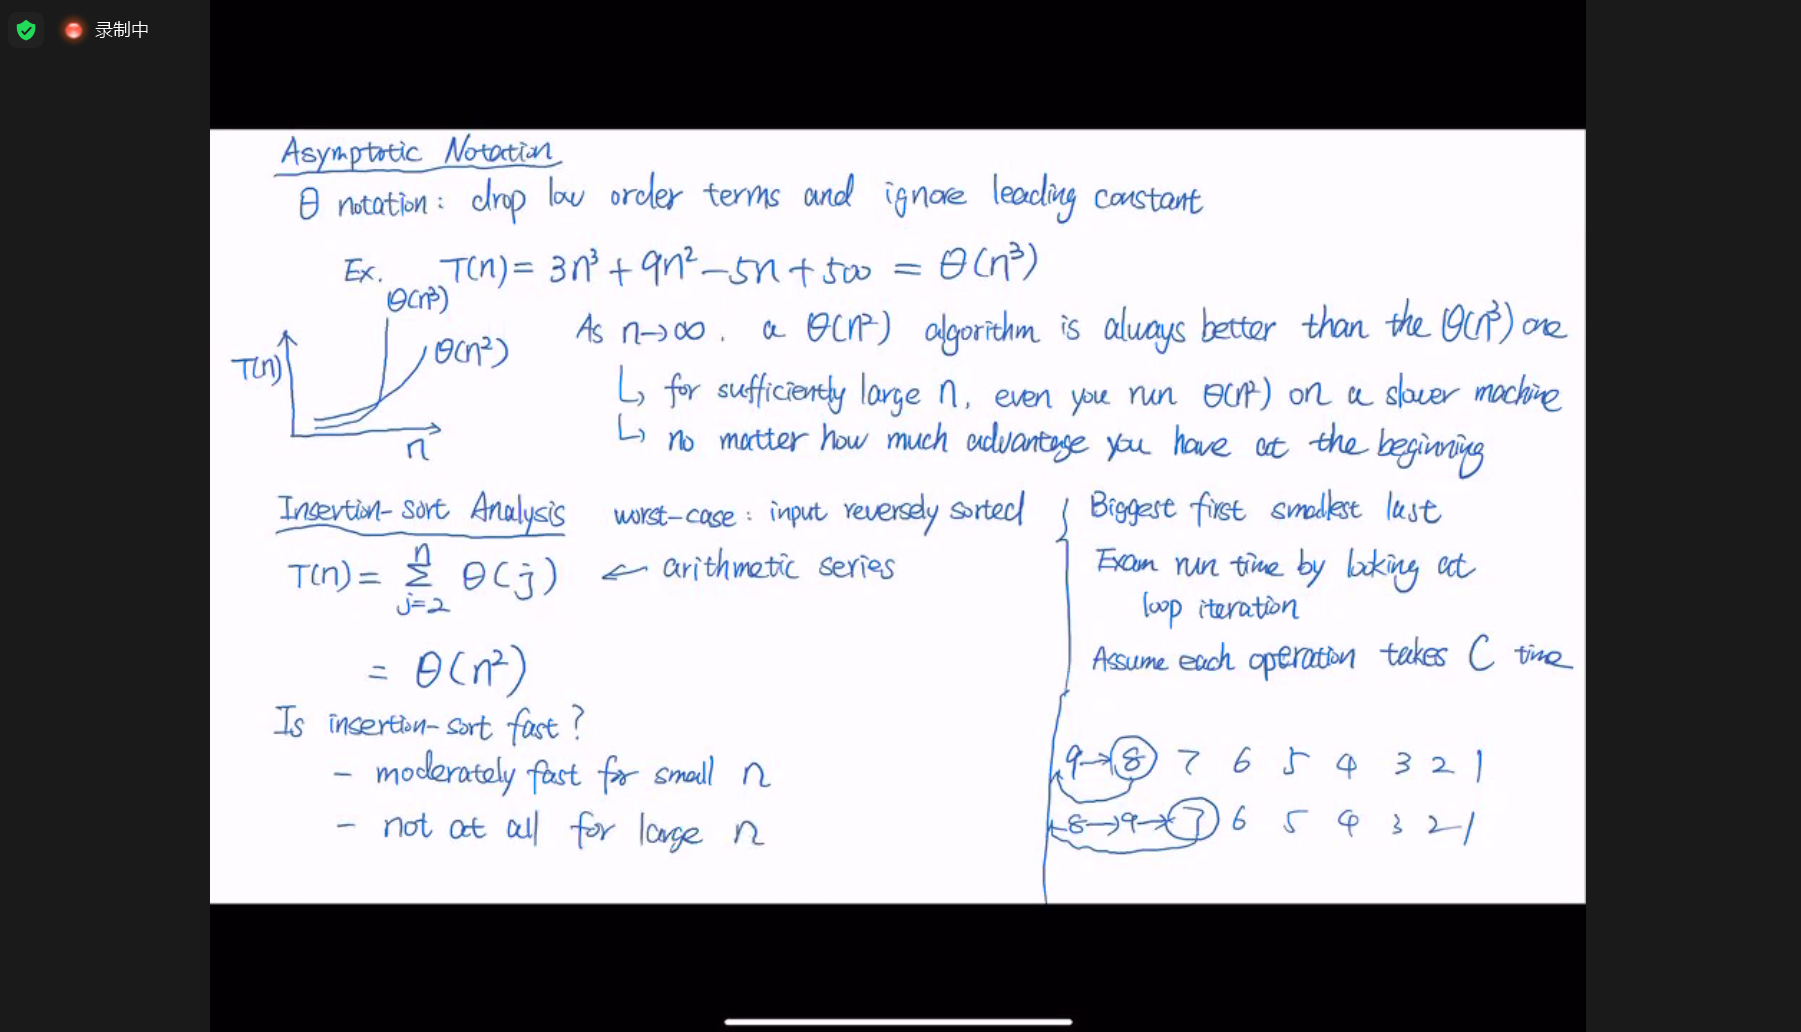 录制中
Asymptotic Notation
Θ notation: drop low order terms and ignore leading constant
Ex. T(n) = 3n³ + 9n² - 5n + 500 = Θ(n³)
Θ(n³)
Θ(n²)
T(n)
n
As n→∞, a Θ(n²) algorithm is always better than the Θ(n³) one
↳ for sufficiently large n, even you run Θ(n²) on a slower machine
↳ no matter how much advantage you have at the beginning
Insertion-sort Analysis worst-case: input reversely sorted
T(n) = Σ_{j=2}^{n} Θ(j) ← arithmetic series
= Θ(n²)
Is insertion-sort fast?
- moderately fast for small n
- not at all for large n
Biggest first smallest last
Exam run time by looking at
loop iteration
Assume each operation takes C time
9→8 7 6 5 4 3 2 1
8→9→7 6 5 4 3 2 1